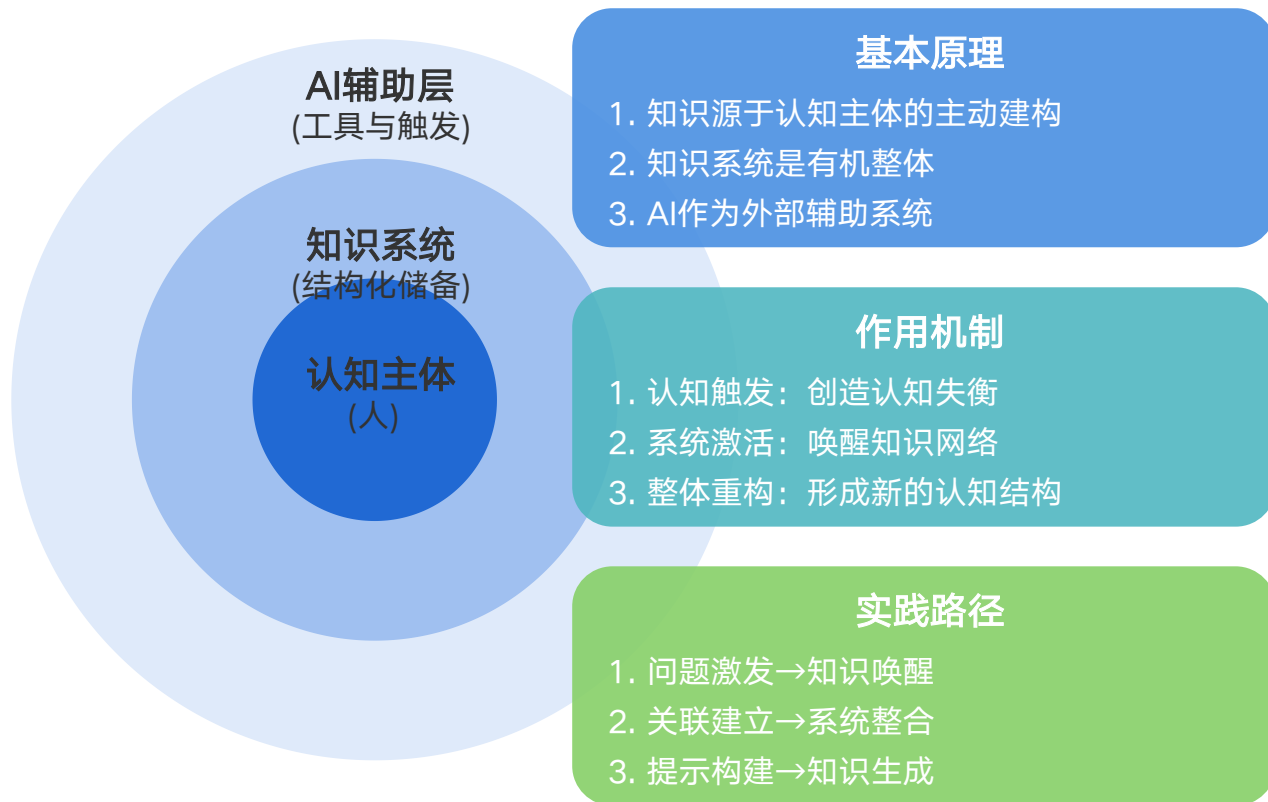 AI辅助层
(工具与触发)
知识系统
(结构化储备)
认知主体
(人)
基本原理
1. 知识源于认知主体的主动建构
2. 知识系统是有机整体
3. AI作为外部辅助系统
作用机制
1. 认知触发：创造认知失衡
2. 系统激活：唤醒知识网络
3. 整体重构：形成新的认知结构
实践路径
1. 问题激发→知识唤醒
2. 关联建立→系统整合
3. 提示构建→知识生成